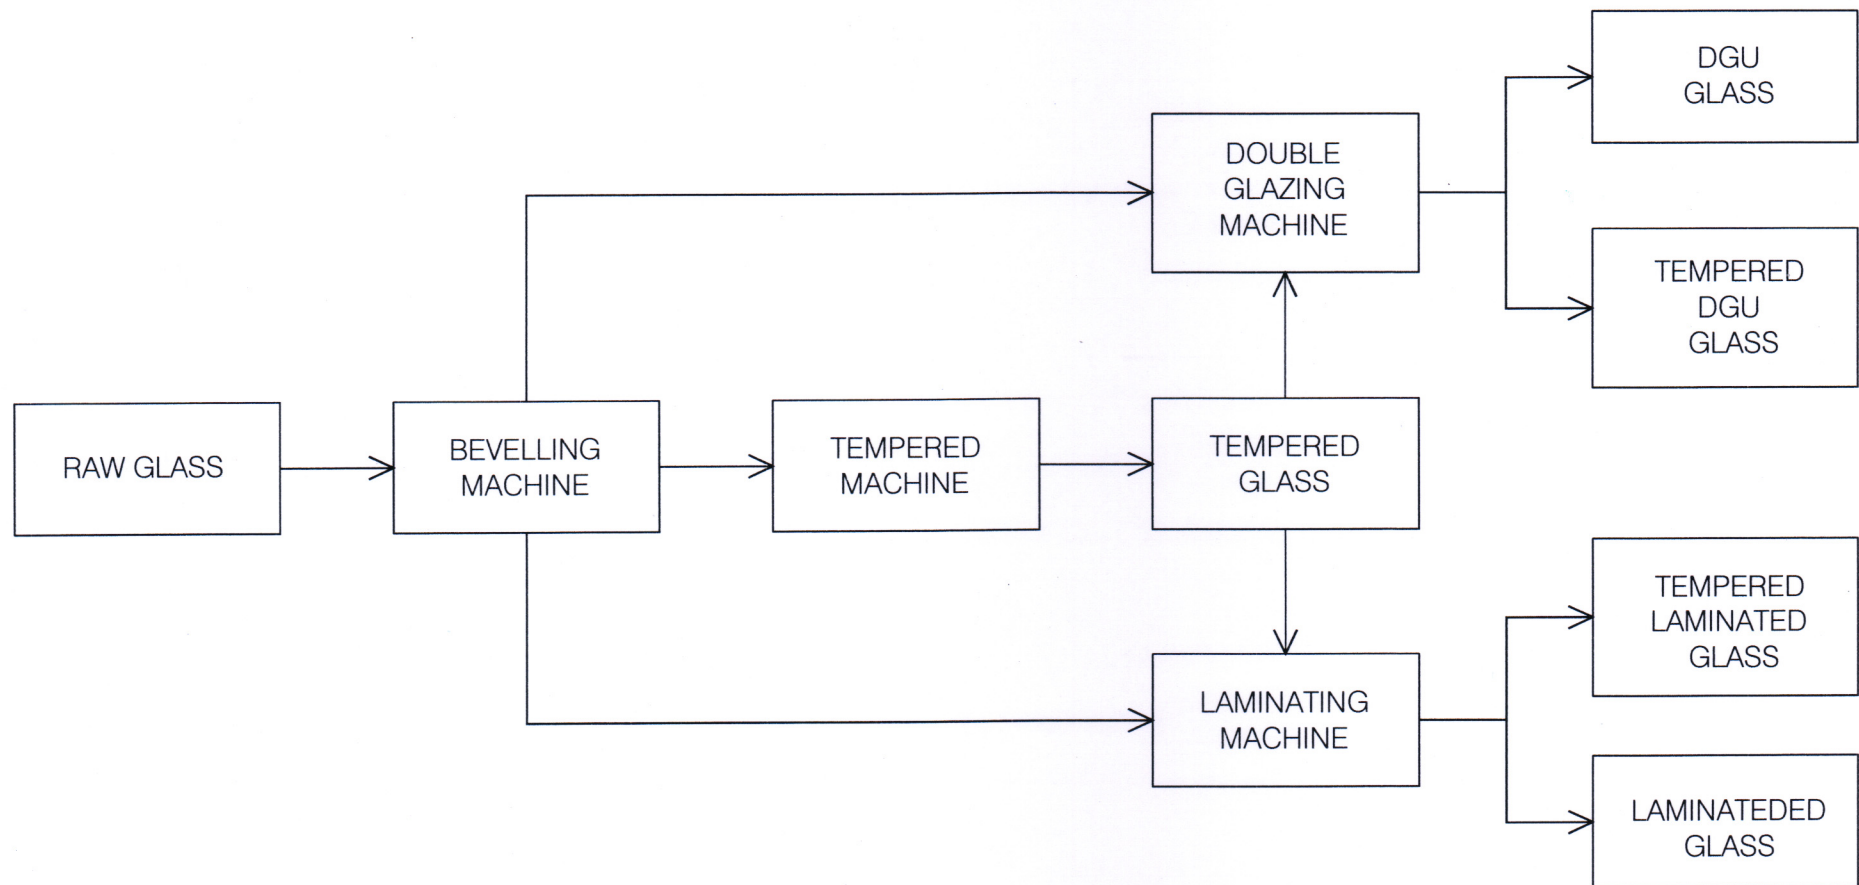 DGU
GLASS
DOUBLE
GLAZING
MACHINE
TEMPERED
DGU
GLASS
RAW GLASS
BEVELLING
MACHINE
TEMPERED
MACHINE
TEMPERED
GLASS
TEMPERED
LAMINATED
GLASS
LAMINATING
MACHINE
LAMINATEDED
GLASS